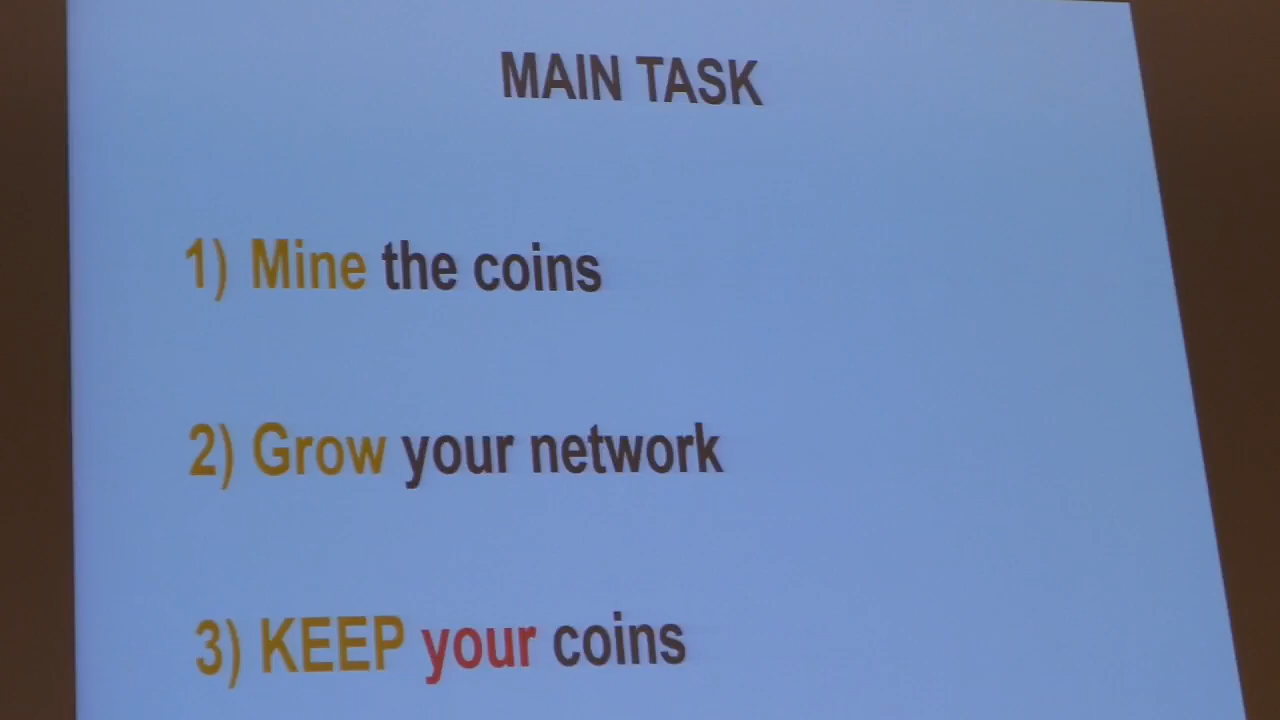 MAIN TASK
1) Mine the coins
2) Grow your network
3) KEEP your coins